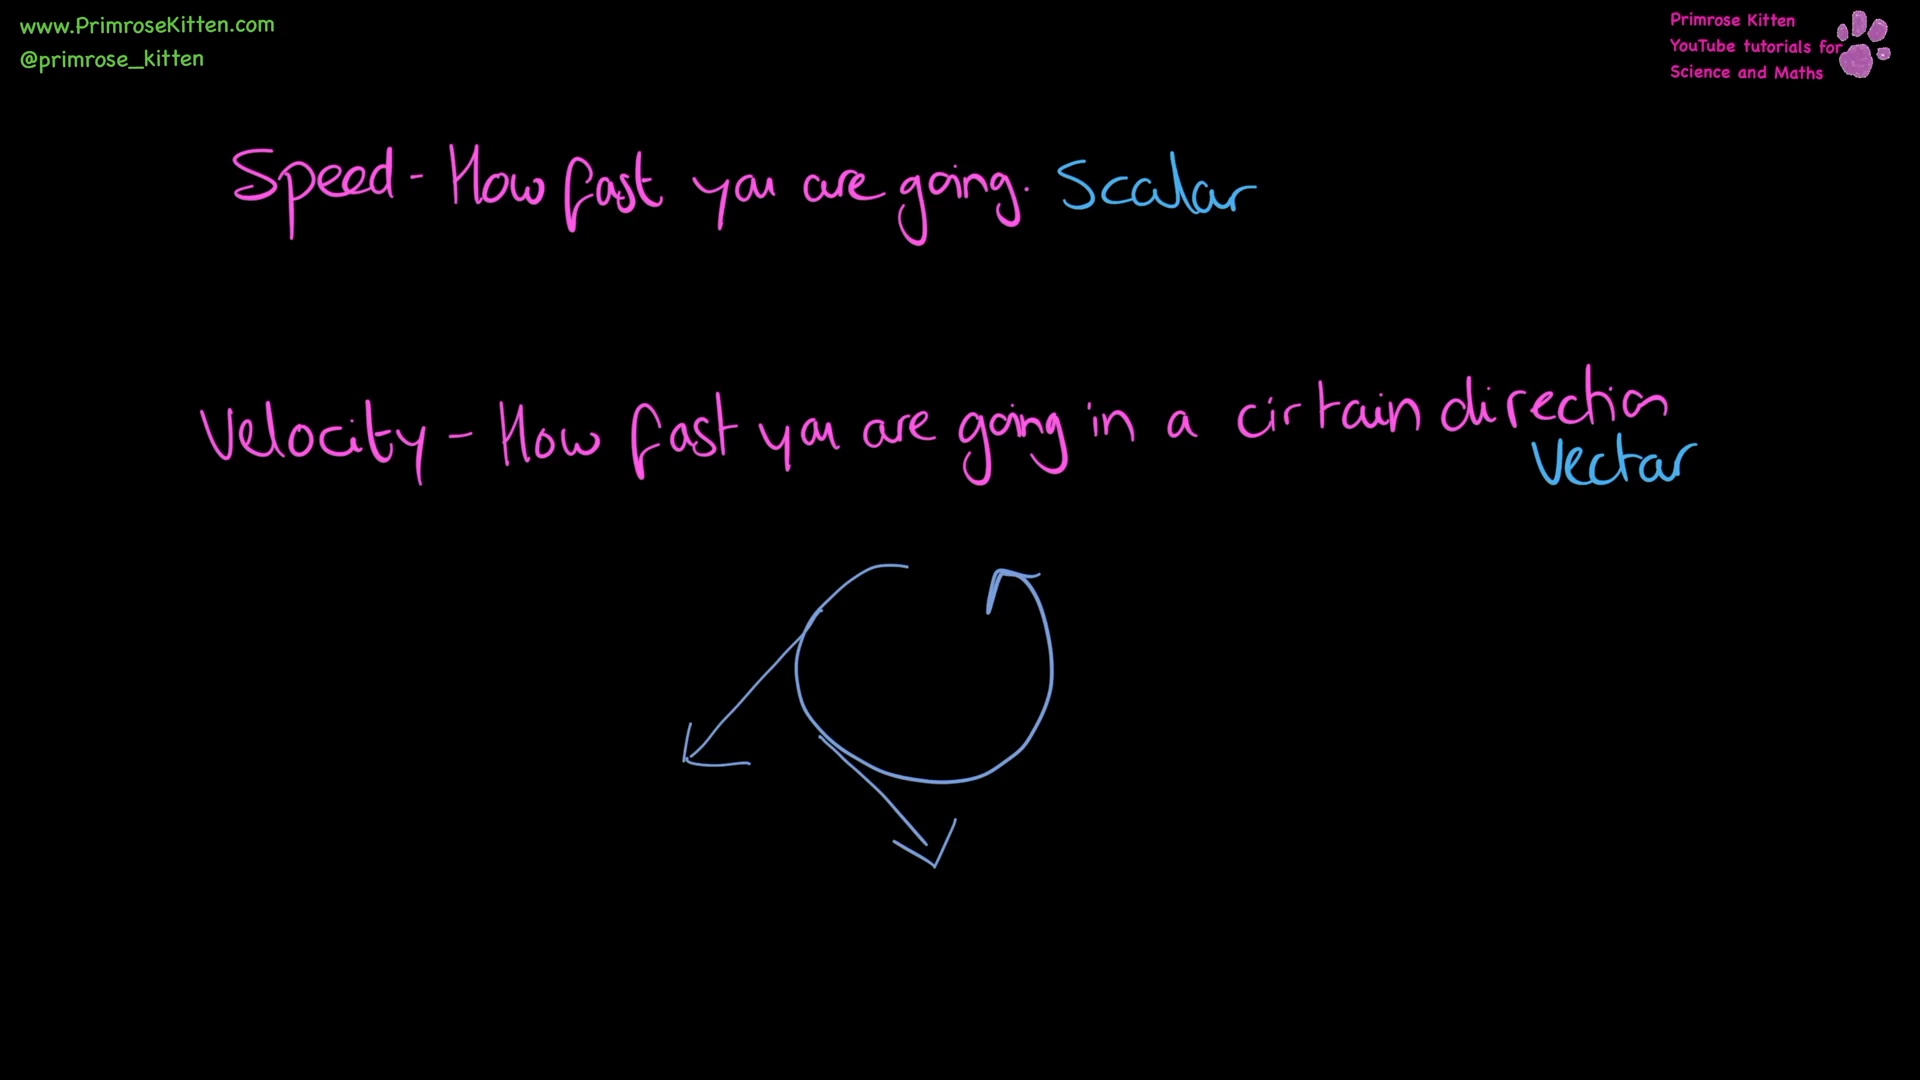 www.PrimroseKitten.com
@primrose_kitten
Primrose Kitten
YouTube tutorials for
Science and Maths
Speed - How fast you are going. Scalar
Velocity - How fast you are going in a cirtain direction
Vector